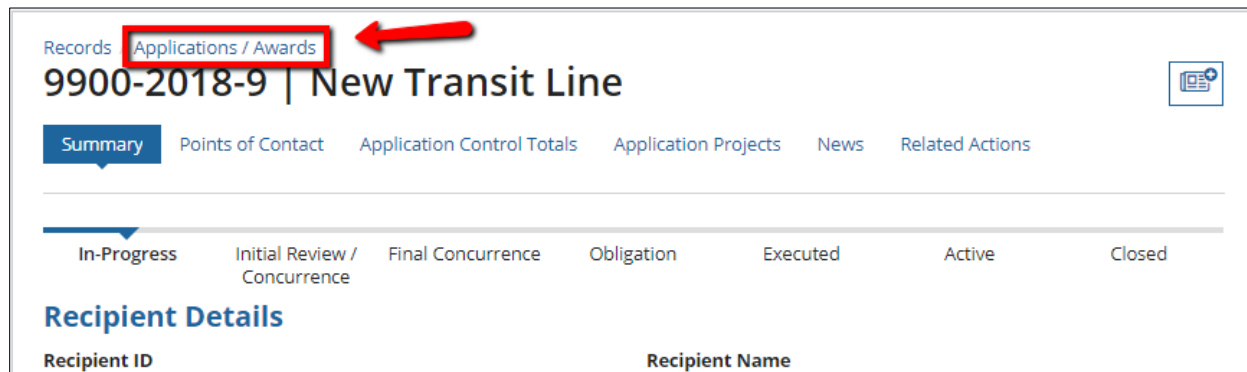 Records / Applications / Awards
9900-2018-9 | New Transit Line
Summary Points of Contact Application Control Totals Application Projects News Related Actions
In-Progress Initial Review / Final Concurrence Obligation Executed Active Closed
Concurrence
Recipient Details
Recipient ID Recipient Name